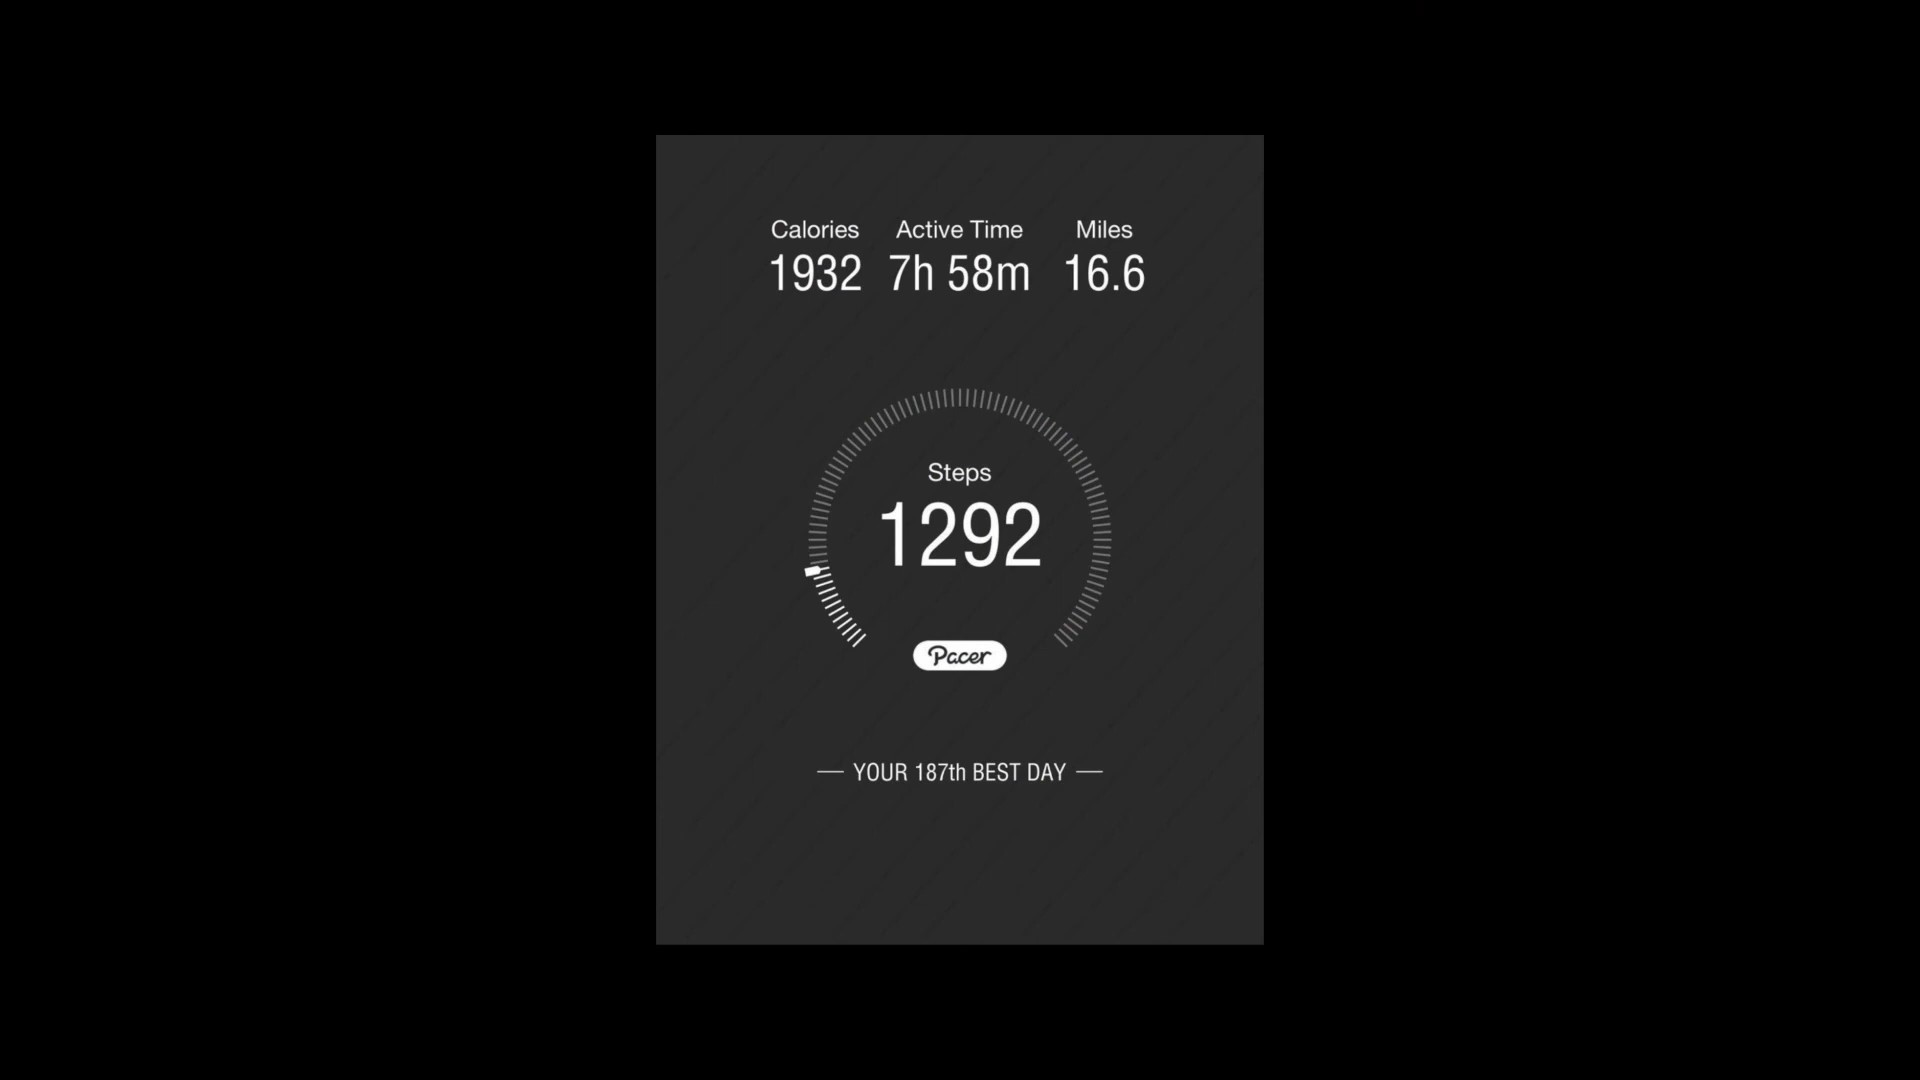 Calories Active Time Miles
1932 7h 58m 16.6
Steps
1292
Pacer
YOUR 187th BEST DAY